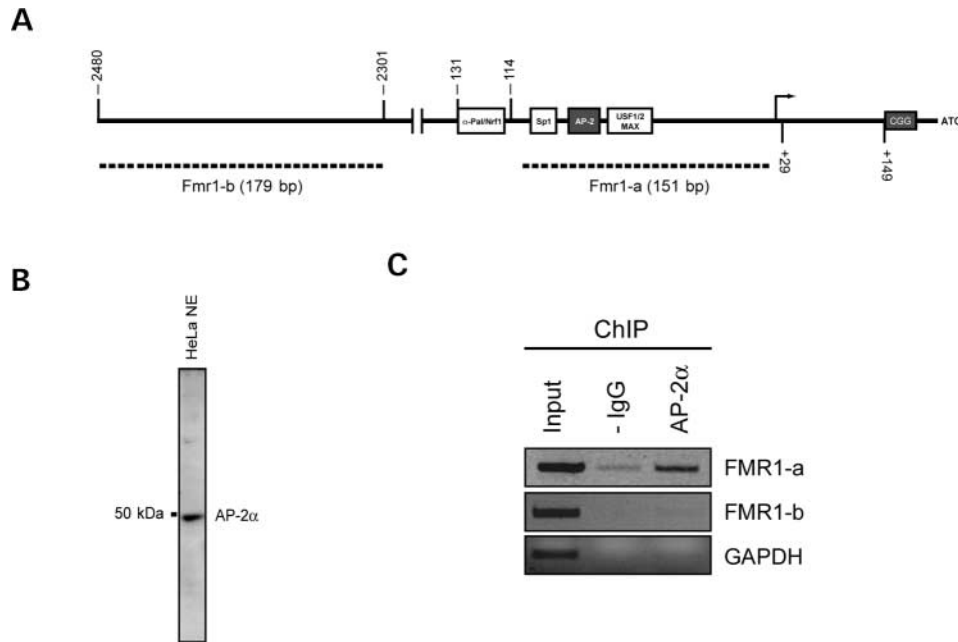 A
— 2480
— 2301
— 131
— 114
α-Pal/Nrf1
Sp1
AP-2
USF1/2
MAX
CGG
ATG
+29
+149
Fmr1-b (179 bp)
Fmr1-a (151 bp)
B
HeLa NE
50 kDa
AP-2α
C
ChIP
Input
- IgG
AP-2α
FMR1-a
FMR1-b
GAPDH